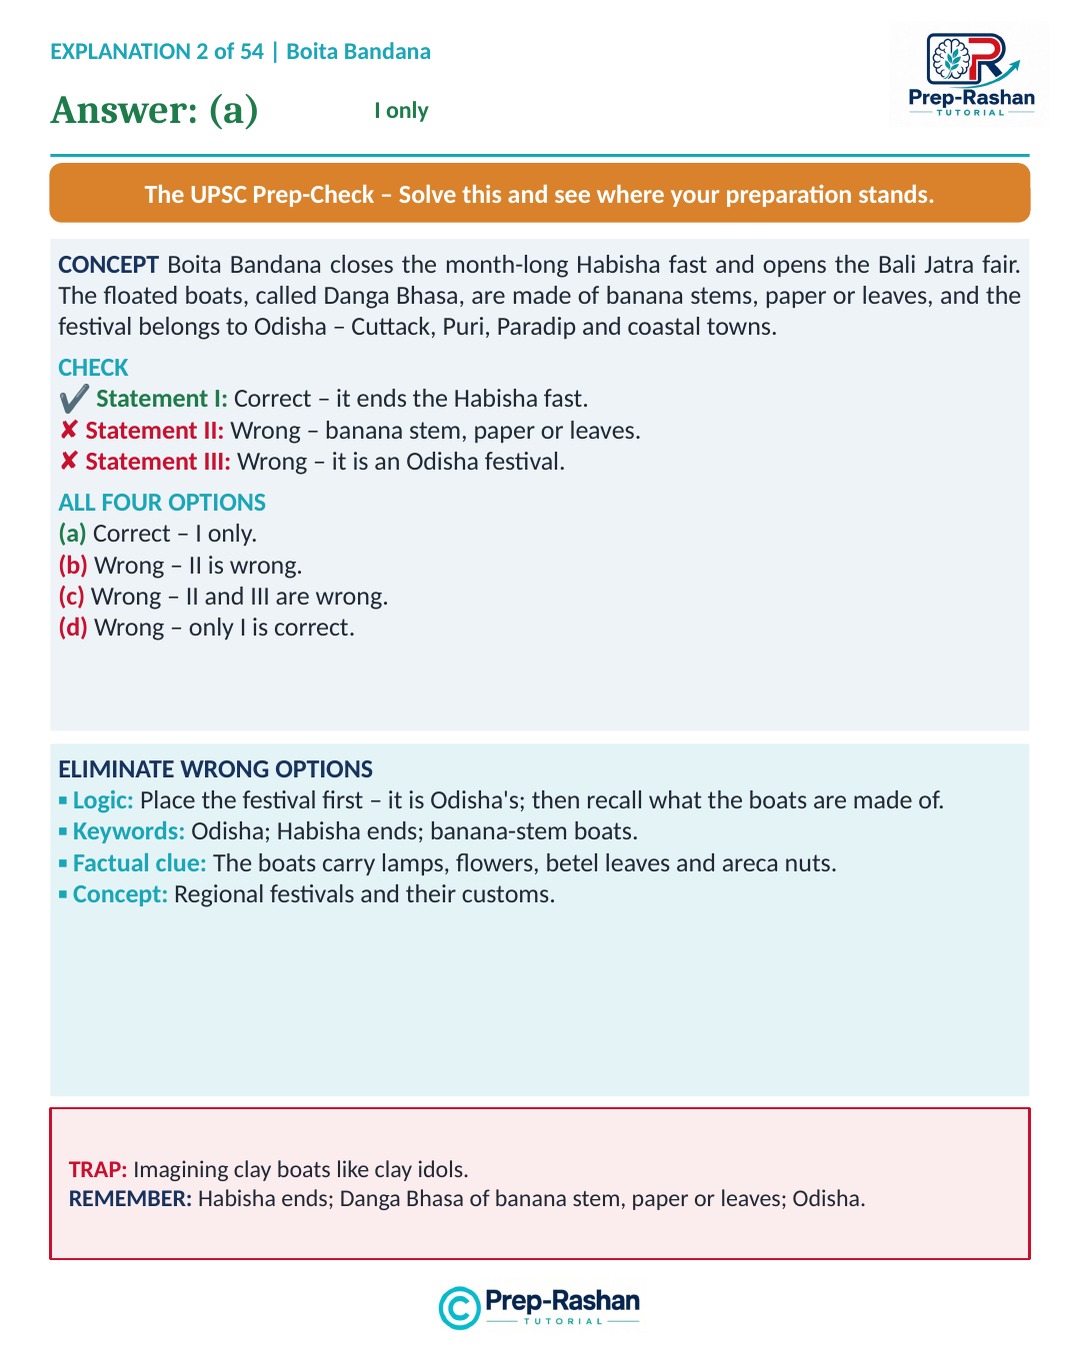 EXPLANATION 2 of 54 | Boita Bandana
Prep-Rashan
TUTORIAL
Answer: (a) I only
The UPSC Prep-Check – Solve this and see where your preparation stands.
CONCEPT Boita Bandana closes the month-long Habisha fast and opens the Bali Jatra fair.
The floated boats, called Danga Bhasa, are made of banana stems, paper or leaves, and the
festival belongs to Odisha – Cuttack, Puri, Paradip and coastal towns.
CHECK
✔ Statement I: Correct – it ends the Habisha fast.
✘ Statement II: Wrong – banana stem, paper or leaves.
✘ Statement III: Wrong – it is an Odisha festival.
ALL FOUR OPTIONS
(a) Correct – I only.
(b) Wrong – II is wrong.
(c) Wrong – II and III are wrong.
(d) Wrong – only I is correct.
ELIMINATE WRONG OPTIONS
▪ Logic: Place the festival first – it is Odisha's; then recall what the boats are made of.
▪ Keywords: Odisha; Habisha ends; banana-stem boats.
▪ Factual clue: The boats carry lamps, flowers, betel leaves and areca nuts.
▪ Concept: Regional festivals and their customs.
TRAP: Imagining clay boats like clay idols.
REMEMBER: Habisha ends; Danga Bhasa of banana stem, paper or leaves; Odisha.
© Prep-Rashan
TUTORIAL